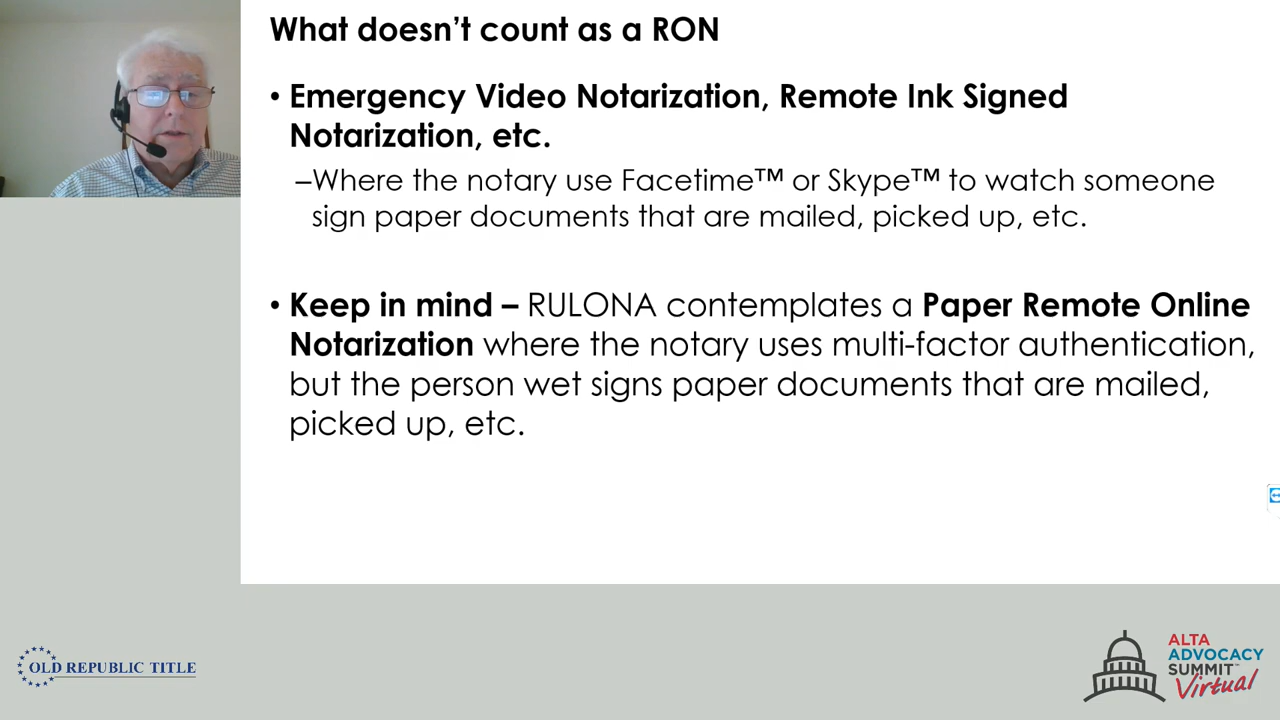 What doesn't count as a RON
• Emergency Video Notarization, Remote Ink Signed
Notarization, etc.
–Where the notary use Facetime™ or Skype™ to watch someone
sign paper documents that are mailed, picked up, etc.
• Keep in mind – RULONA contemplates a Paper Remote Online
Notarization where the notary uses multi-factor authentication,
but the person wet signs paper documents that are mailed,
picked up, etc.
OLD REPUBLIC TITLE
ALTA
ADVOCACY
SUMMIT™
Virtual